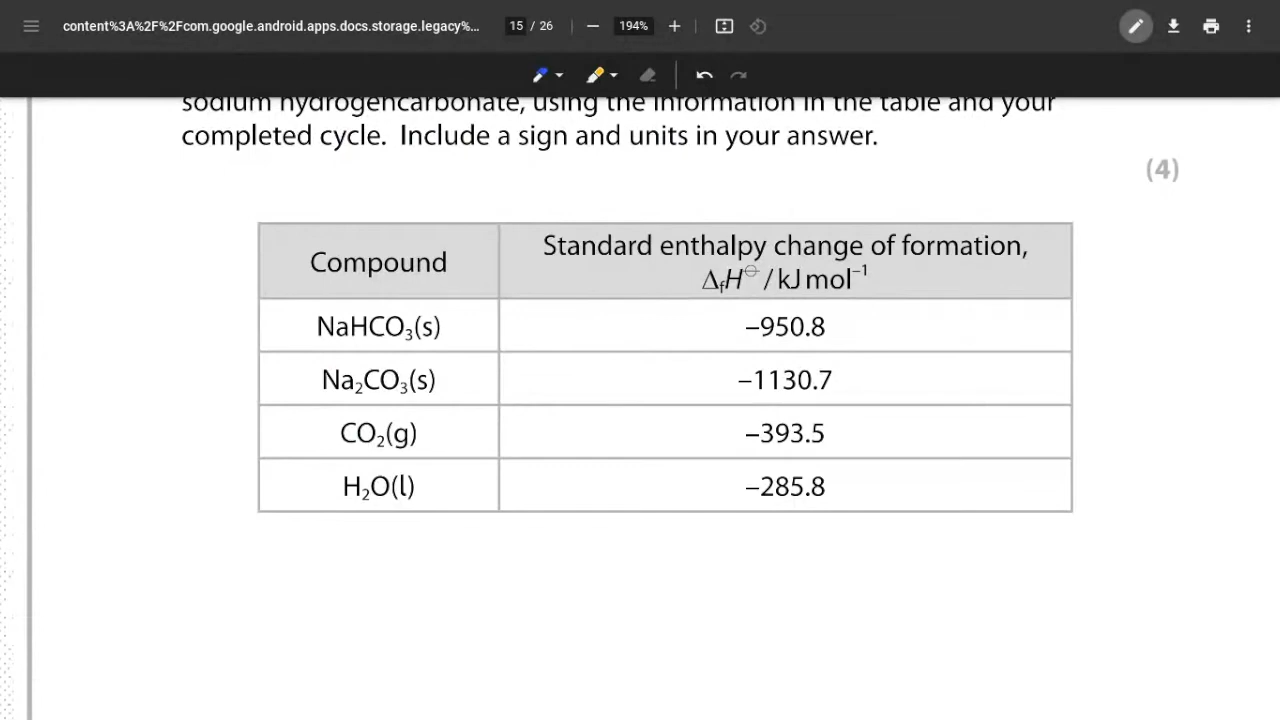 content%3A%2F%2Fcom.google.android.apps.docs.storage.legacy%... 15 / 26 194%
sodium hydrogencarbonate, using the information in the table and your
completed cycle. Include a sign and units in your answer.
(4)
Compound
Standard enthalpy change of formation,
ΔfH⦵ / kJ mol⁻¹
NaHCO₃(s) –950.8
Na₂CO₃(s) –1130.7
CO₂(g) –393.5
H₂O(l) –285.8